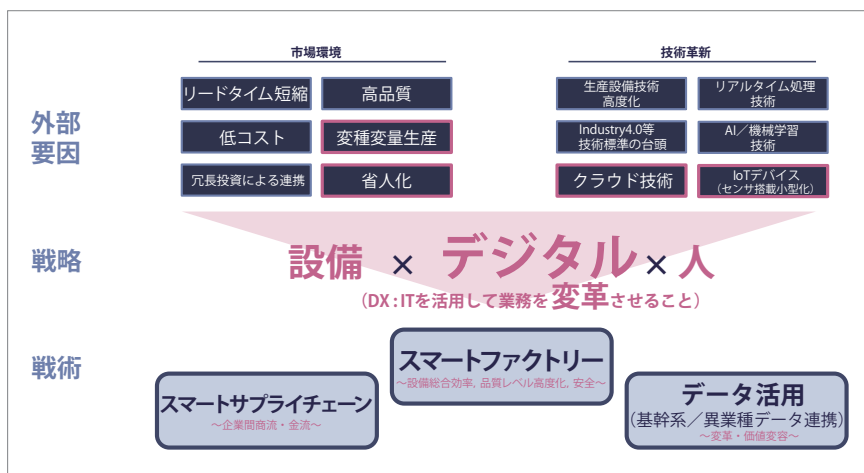 市場環境
技術革新
外部
要因
リードタイム短縮
高品質
低コスト
変種変量生産
冗長投資による連携
省人化
生産設備技術
高度化
リアルタイム処理
技術
Industry4.0等
技術標準の台頭
AI／機械学習
技術
クラウド技術
IoTデバイス
（センサ搭載小型化）
戦略
設備 × デジタル × 人
（DX : ITを活用して業務を変革させること）
戦術
スマートサプライチェーン
〜企業間商流・金流〜
スマートファクトリー
〜設備総合効率, 品質レベル高度化, 安全〜
データ活用
（基幹系／異業種データ連携）
〜変革・価値変容〜